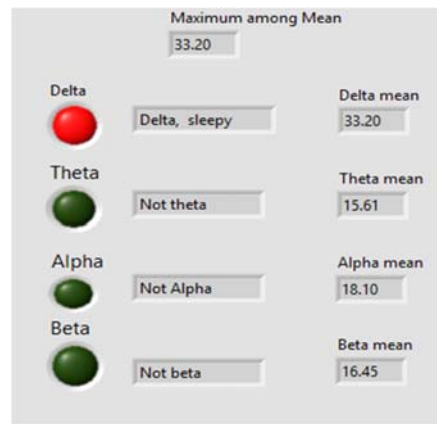 Maximum among Mean
33.20
Delta
Delta mean
Delta, sleepy
33.20
Theta
Theta mean
Not theta
15.61
Alpha
Alpha mean
Not Alpha
18.10
Beta
Beta mean
Not beta
16.45